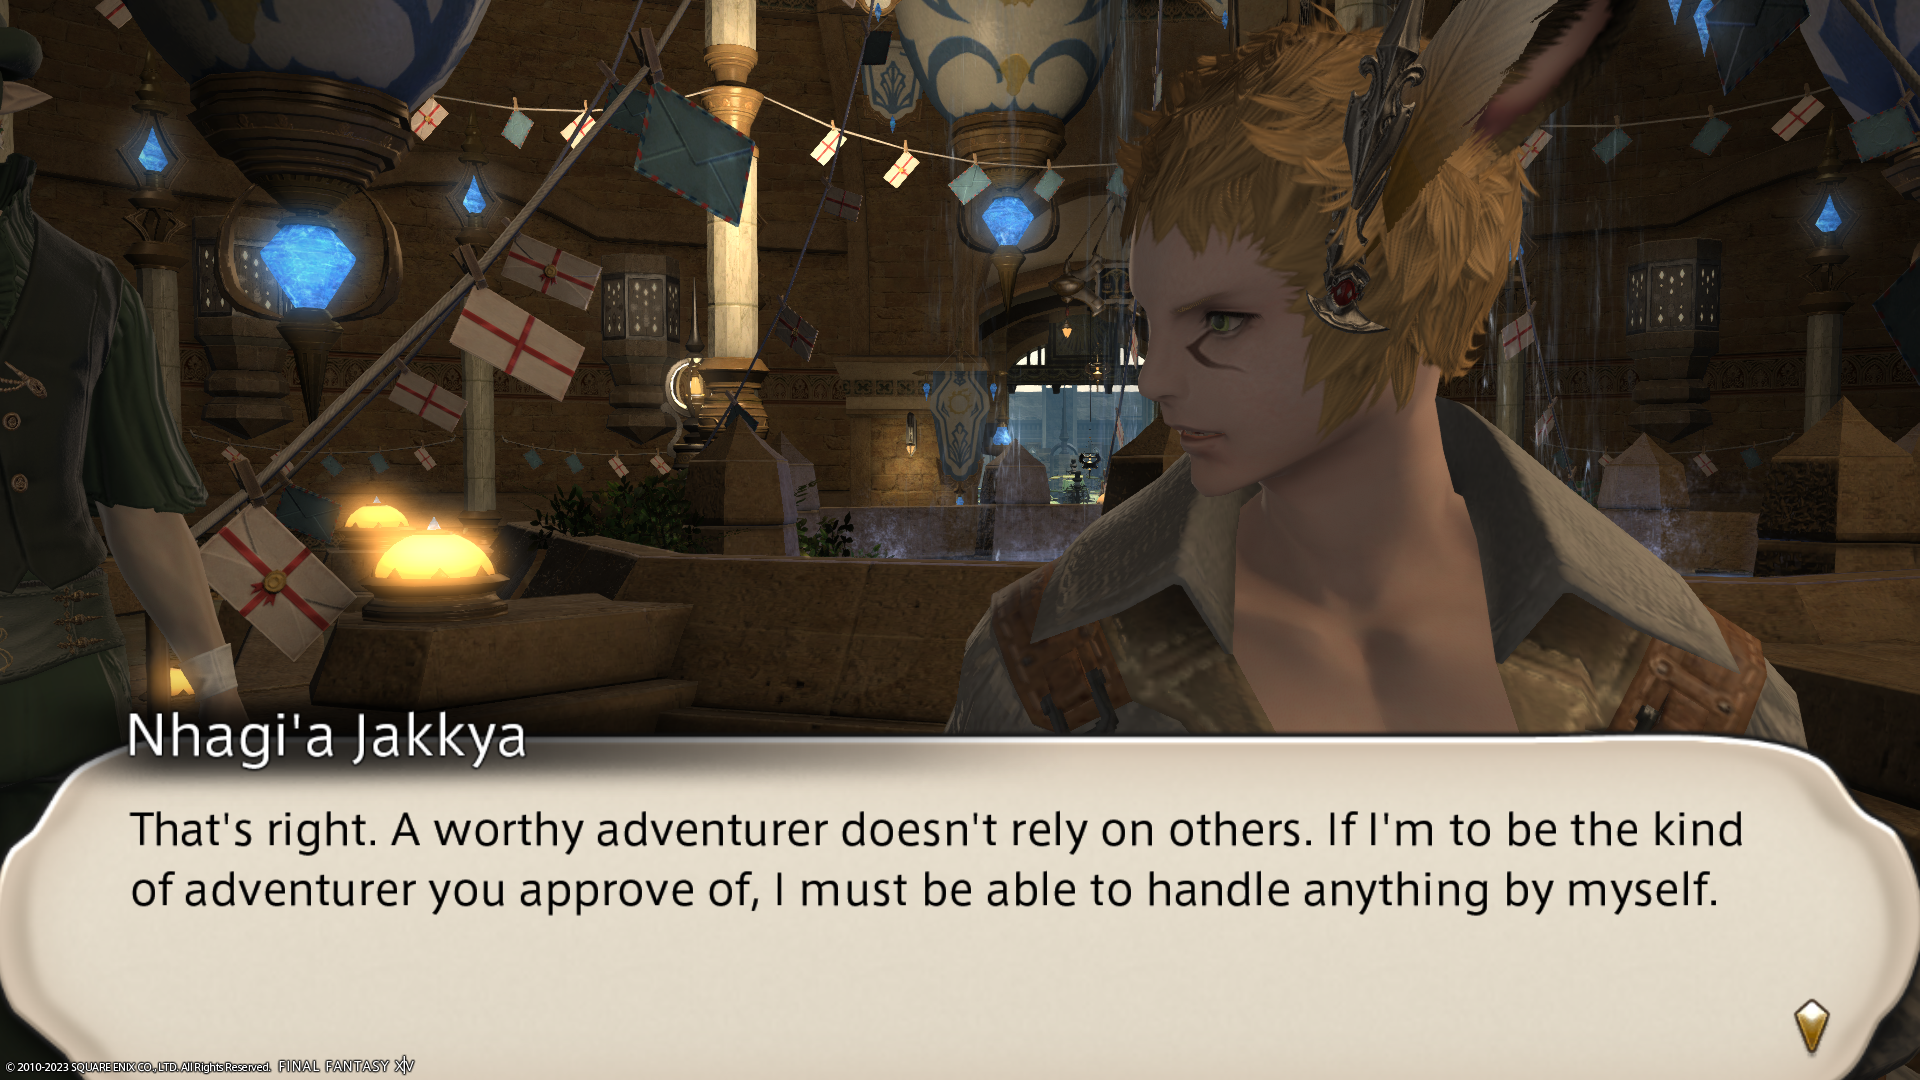 Nhagi'a Jakkya
That's right. A worthy adventurer doesn't rely on others. If I'm to be the kind
of adventurer you approve of, I must be able to handle anything by myself.
© 2010-2023 SQUARE ENIX CO., LTD. All Rights Reserved. FINAL FANTASY XIV